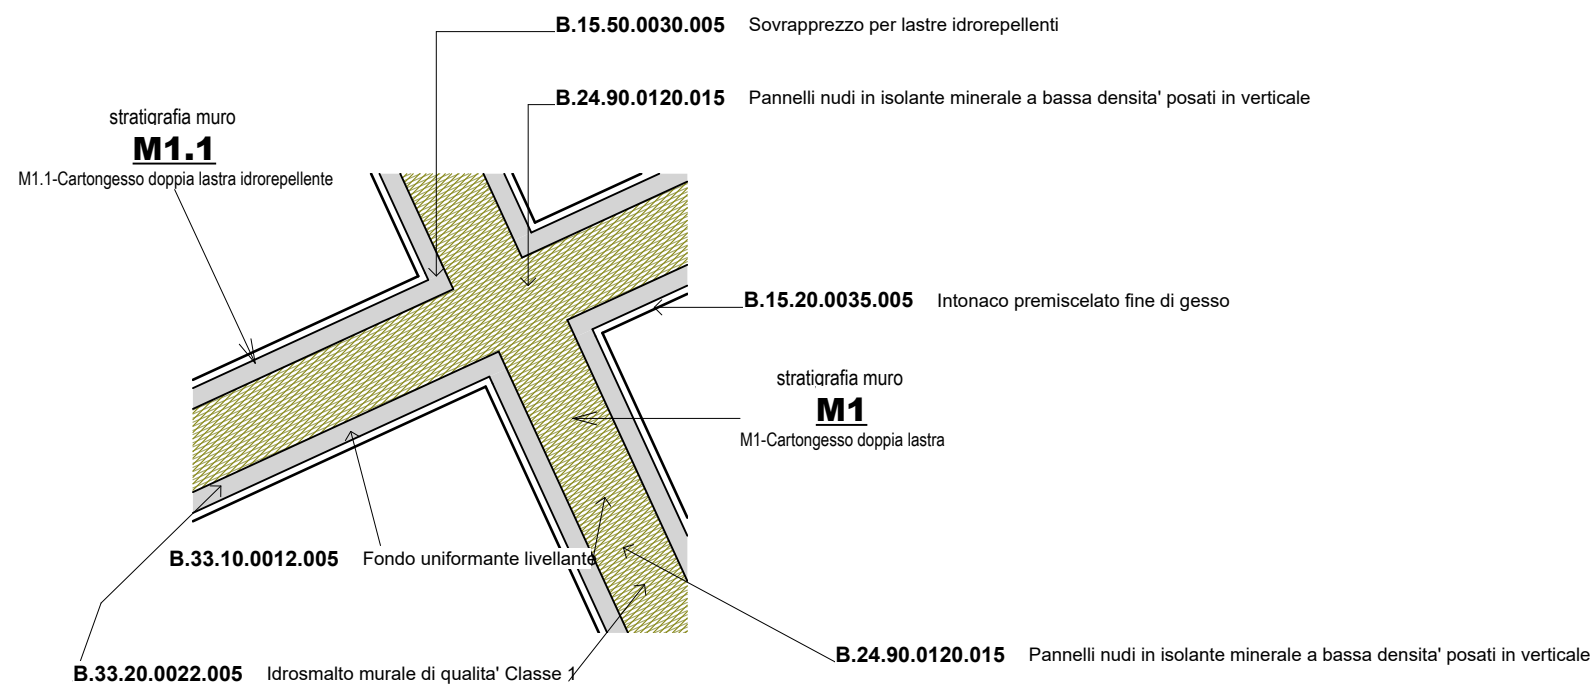 B.15.50.0030.005 Sovrapprezzo per lastre idrorepellenti
B.24.90.0120.015 Pannelli nudi in isolante minerale a bassa densita' posati in verticale
stratigrafia muro
M1.1
M1.1-Cartongesso doppia lastra idrorepellente
B.15.20.0035.005 Intonaco premiscelato fine di gesso
stratigrafia muro
M1
M1-Cartongesso doppia lastra
B.33.10.0012.005 Fondo uniformante livellante
B.24.90.0120.015 Pannelli nudi in isolante minerale a bassa densita' posati in verticale
B.33.20.0022.005 Idrosmalto murale di qualita' Classe 1